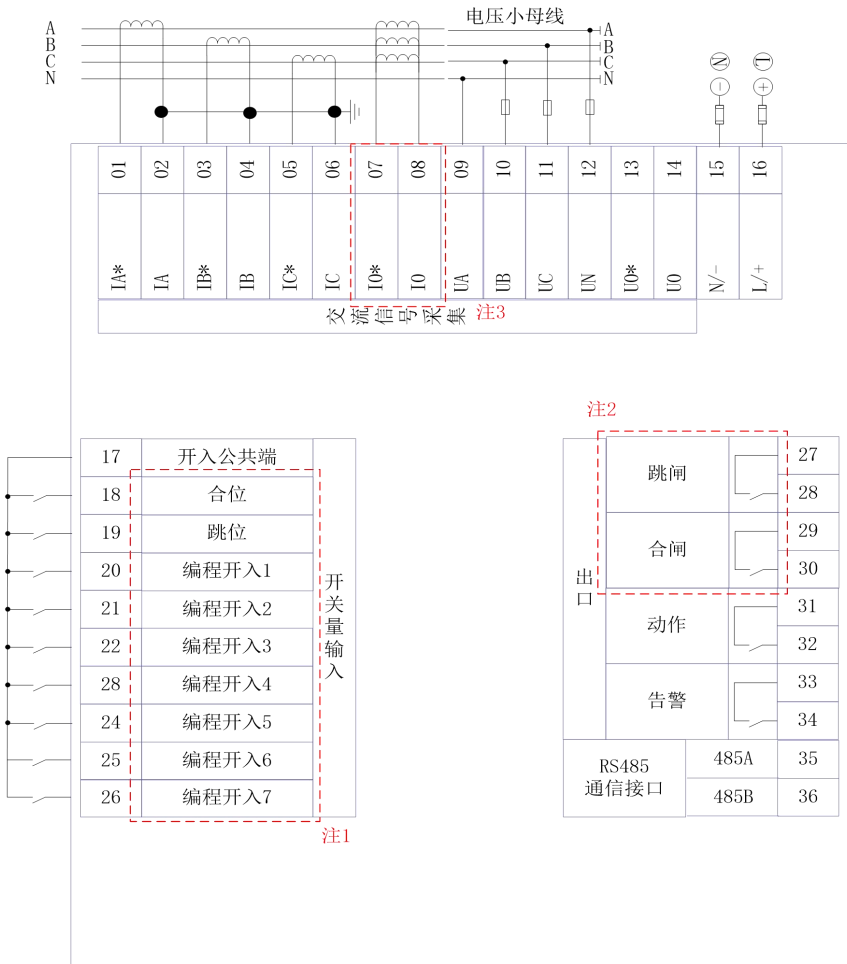 电压小母线
A
B
C
N
A
B
C
N
N
L
01 02 03 04 05 06 07 08 09 10 11 12 13 14 15 16
IA* IA IB* IB IC* IC I0* I0 UA UB UC UN U0* U0 N/- L/+
交流信号采集
注3
注2
17 开入公共端
18 合位
19 跳位
20 编程开入1
21 编程开入2
22 编程开入3
28 编程开入4
24 编程开入5
25 编程开入6
26 编程开入7
开关量输入
注1
出口
跳闸
27
28
合闸
29
30
动作
31
32
告警
33
34
RS485
通信接口
485A 35
485B 36